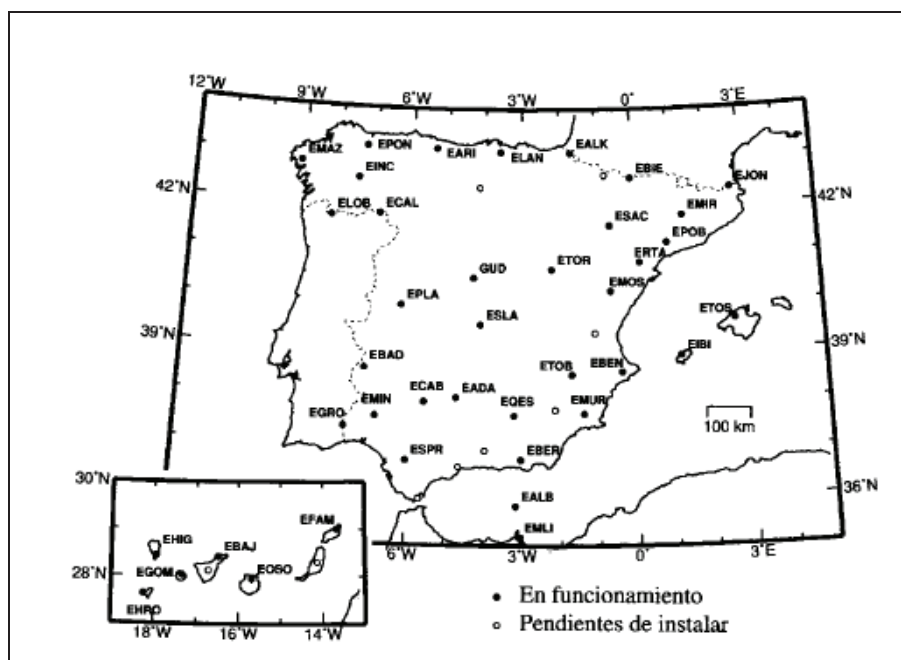 12˚W
9˚W
6˚W
3˚W
0˚
3˚E
EMAZ
EPON
EARI
ELAN
EALK
EINC
EBIE
EJON
42˚N
42˚N
ELOB
ECAL
ESAC
EMIR
EPOB
GUD
ETOR
ERTA
EMOS
EPLA
ESLA
ETOS
39˚N
39˚N
EIBI
EBAD
ETOB
EBEN
ECAB
EADA
EMIN
EQES
EMUR
EGRO
100 km
ESPR
EBER
30˚N
36˚N
EALB
EFAM
EMLI
EHIG
EBAJ
6˚W
3˚W
0˚
3˚E
28˚N
EGOM
EOSO
EHRO
En funcionamiento
18˚W
16˚W
14˚W
Pendientes de instalar